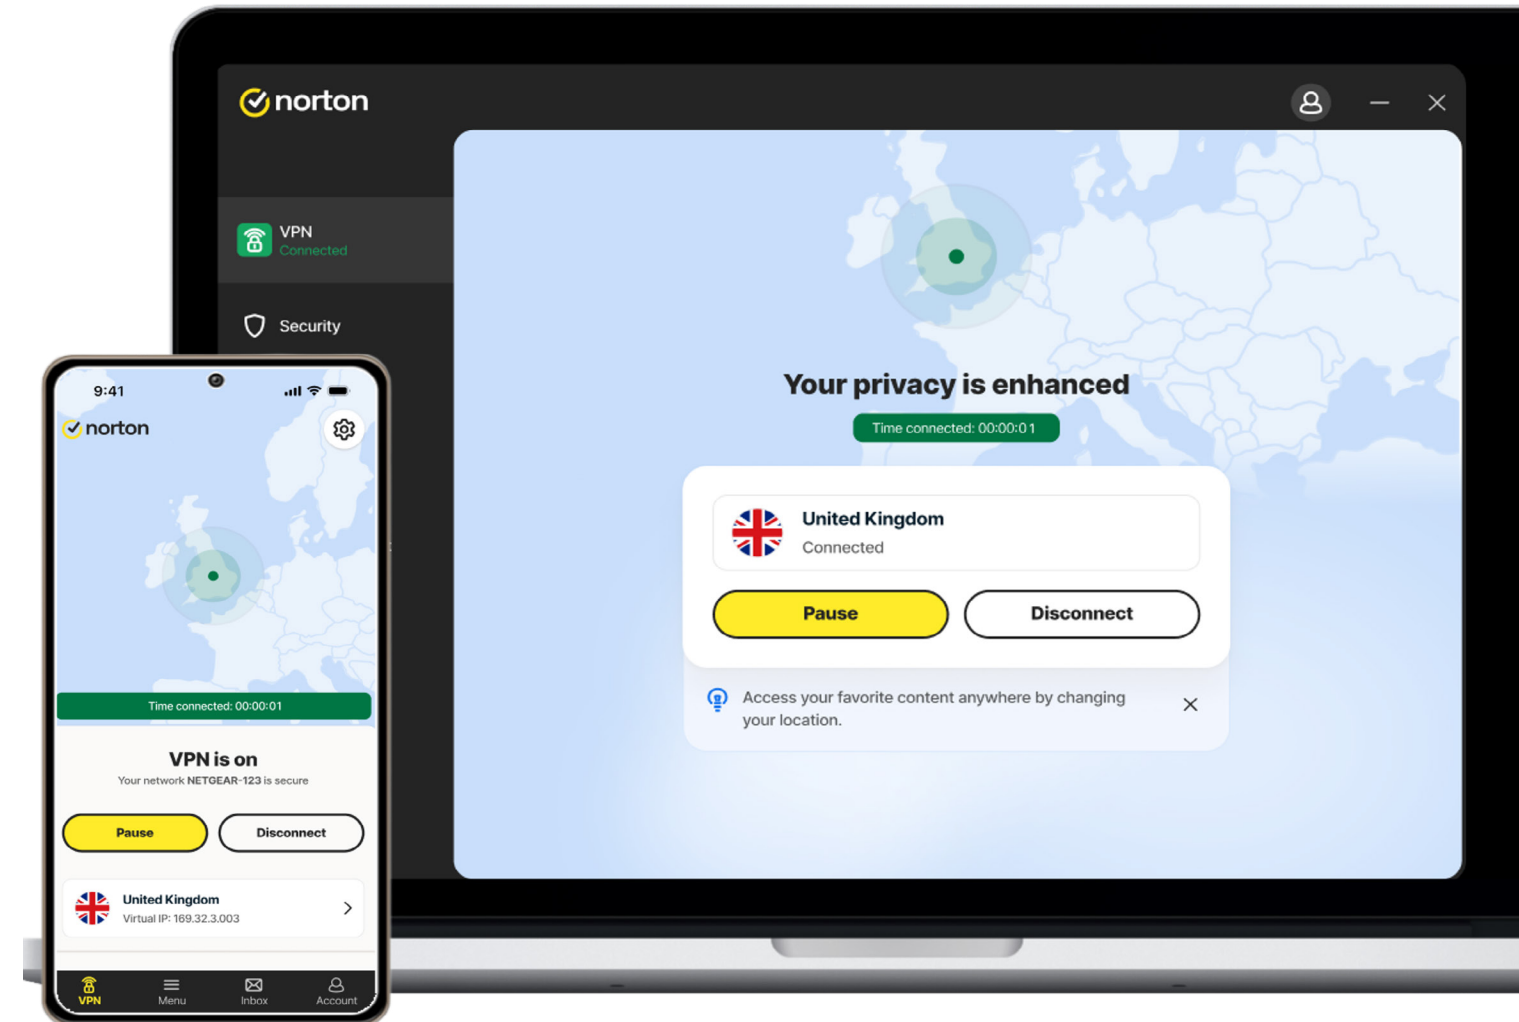 norton
VPN
Connected
Security
Your privacy is enhanced
Time connected: 00:00:01
United Kingdom
Connected
Pause
Disconnect
Access your favorite content anywhere by changing
your location.
9:41
norton
Time connected: 00:00:01
VPN is on
Your network NETGEAR-123 is secure
Pause
Disconnect
United Kingdom
Virtual IP: 169.32.3.003
VPN
Menu
Inbox
Account